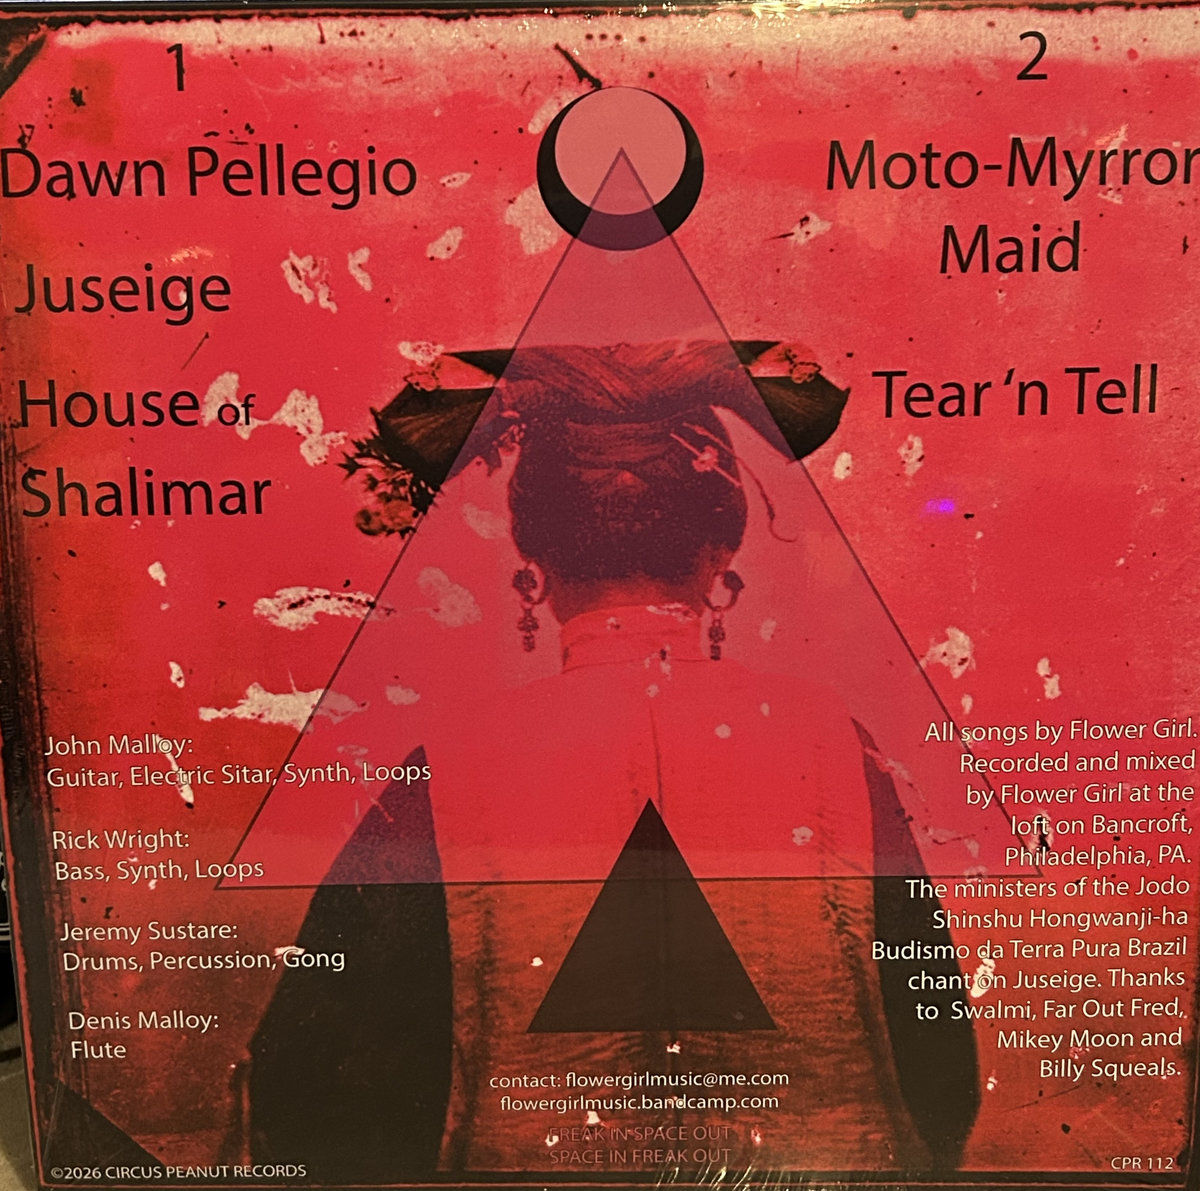 1
Dawn Pellegio
Juseige
House of
Shalimar
2
Moto-Myrror
Maid
Tear 'n Tell
John Malloy:
Guitar, Electric Sitar, Synth, Loops
Rick Wright:
Bass, Synth, Loops
Jeremy Sustare:
Drums, Percussion, Gong
Denis Malloy:
Flute
All songs by Flower Girl.
Recorded and mixed
by Flower Girl at the
loft on Bancroft,
Philadelphia, PA.
The ministers of the Jodo
Shinshu Hongwanji-ha
Budismo da Terra Pura Brazil
chant on Juseige. Thanks
to Swalmi, Far Out Fred,
Mikey Moon and
Billy Squeals.
contact: flowergirlmusic@me.com
flowergirlmusic.bandcamp.com
FREAK IN SPACE OUT
SPACE IN FREAK OUT
©2026 CIRCUS PEANUT RECORDS
CPR 112